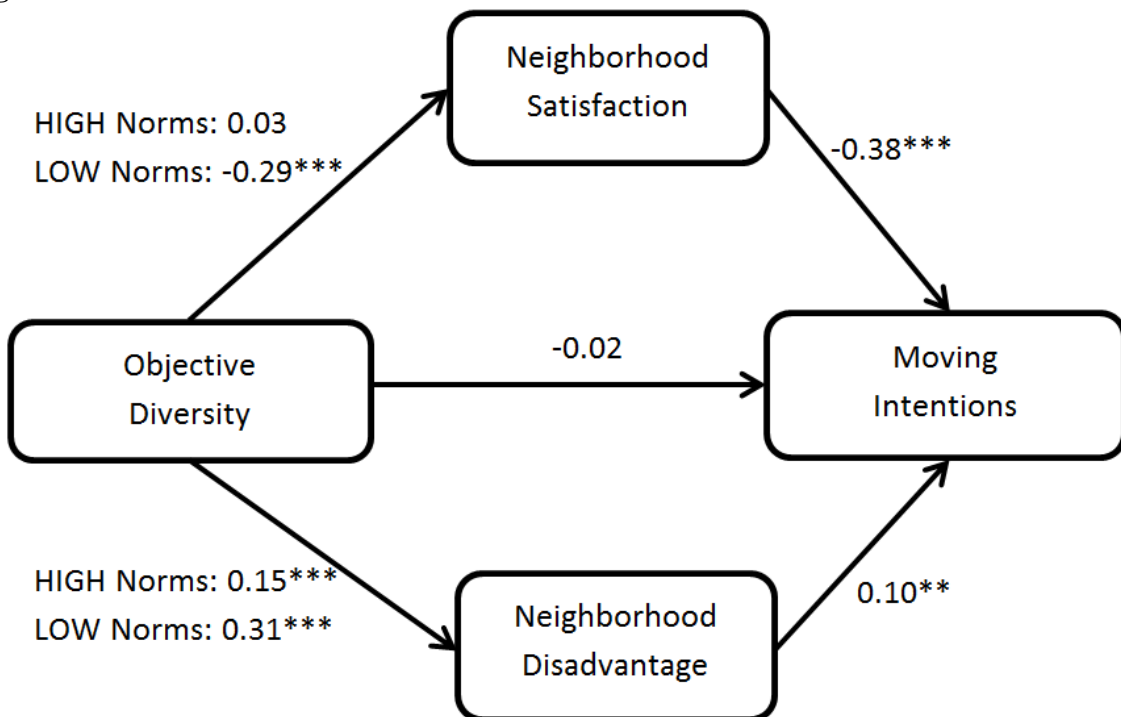 Neighborhood
Satisfaction
HIGH Norms: 0.03
LOW Norms: -0.29***
-0.38***
Objective
Diversity
-0.02
Moving
Intentions
HIGH Norms: 0.15***
LOW Norms: 0.31***
Neighborhood
Disadvantage
0.10**